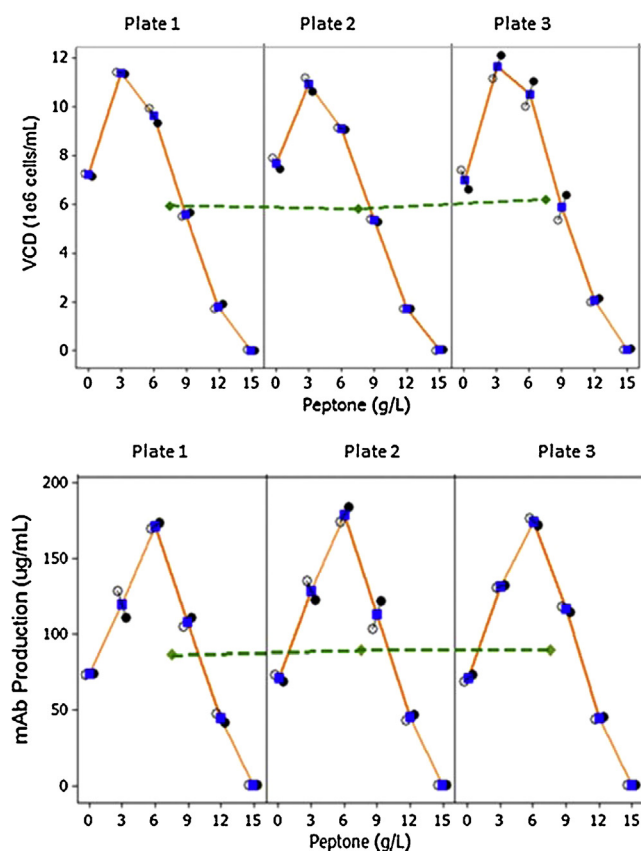 Plate 1 Plate 2 Plate 3
VCD (1e6 cells/mL)
12
10
8
6
4
2
0
0 3 6 9 12 15 0 3 6 9 12 15 0 3 6 9 12 15
Peptone (g/L)
Plate 1 Plate 2 Plate 3
mAb Production (ug/mL)
200
150
100
50
0
0 3 6 9 12 15 0 3 6 9 12 15 0 3 6 9 12 15
Peptone (g/L)